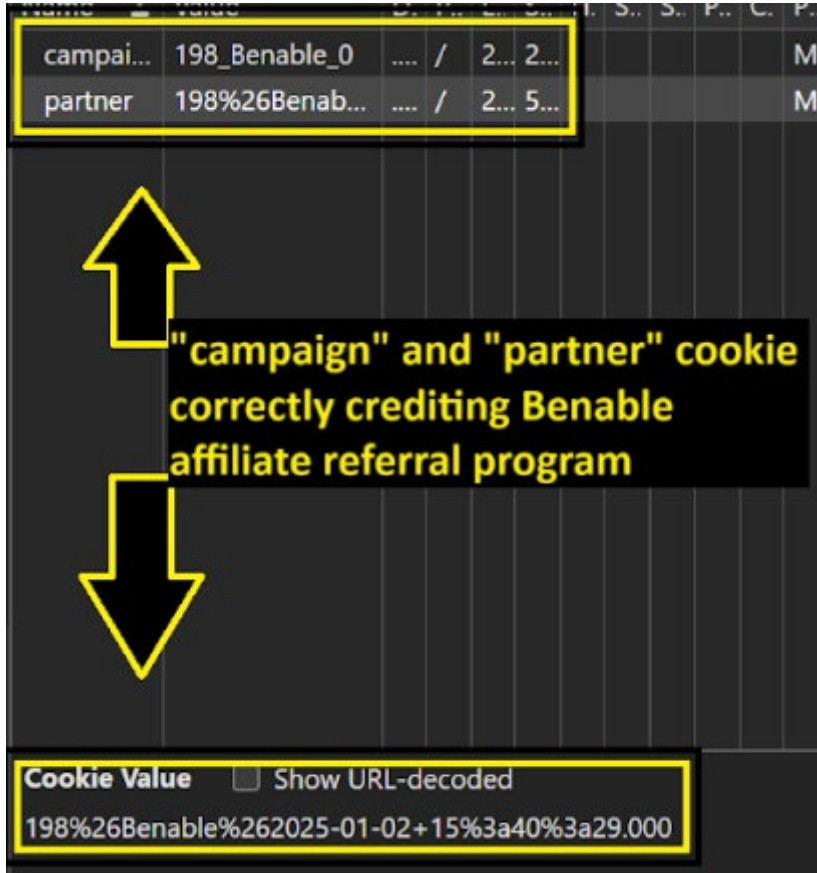 Name Value D. P.. E.. S.. H. S.. S.. P.. C. P.
campai... 198_Benable_0 .... / 2... 2... M
partner 198%26Benab... .... / 2... 5... M
"campaign" and "partner" cookie
correctly crediting Benable
affiliate referral program
Cookie Value Show URL-decoded
198%26Benable%262025-01-02+15%3a40%3a29.000